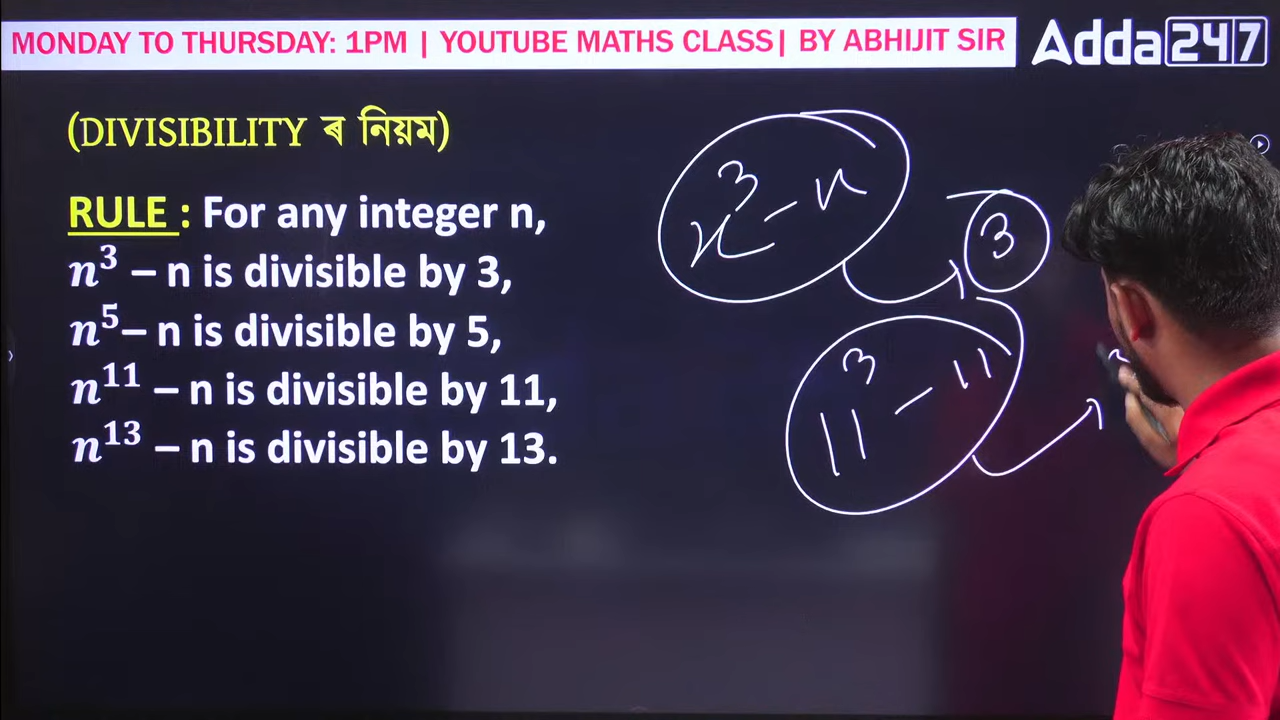 MONDAY TO THURSDAY: 1PM | YOUTUBE MATHS CLASS| BY ABHIJIT SIR
Adda247
(DIVISIBILITY ৰ নিয়ম)
RULE : For any integer n,
n³ – n is divisible by 3,
n⁵– n is divisible by 5,
n¹¹ – n is divisible by 11,
n¹³ – n is divisible by 13.
n³ – n
3
11³ – 11